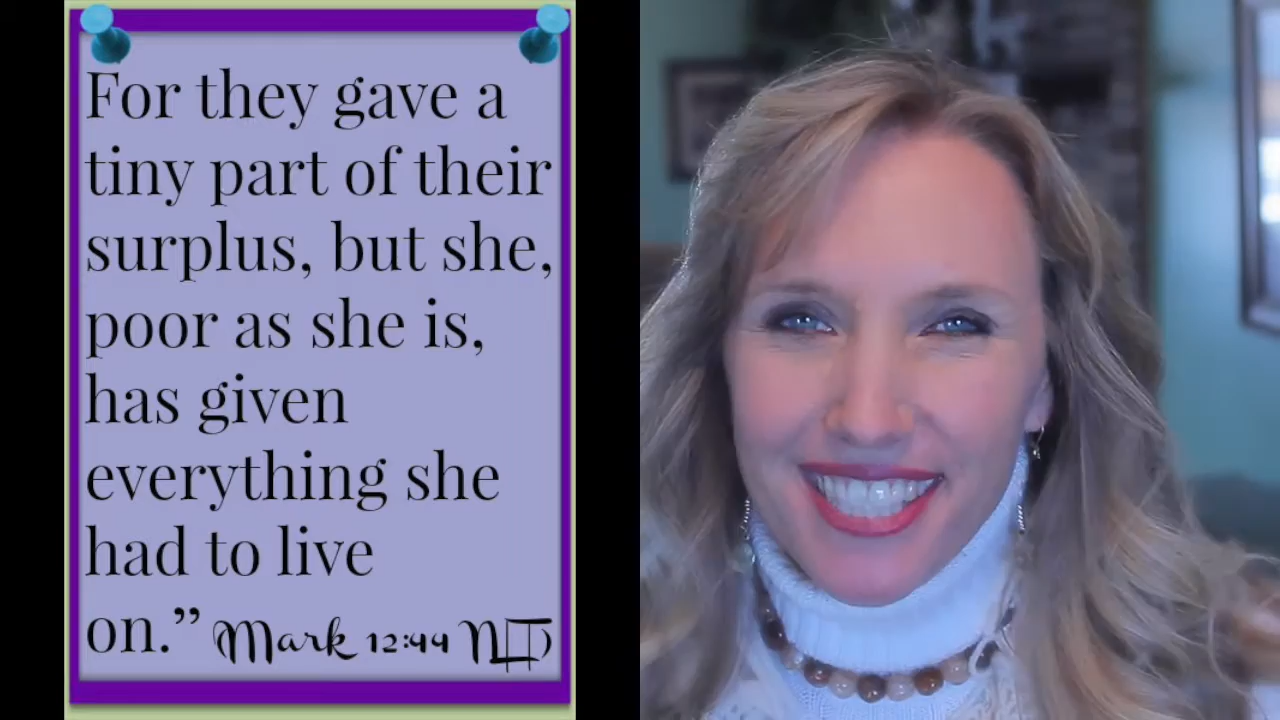 For they gave a
tiny part of their
surplus, but she,
poor as she is,
has given
everything she
had to live
on.” (Mark 12:44 NLT)